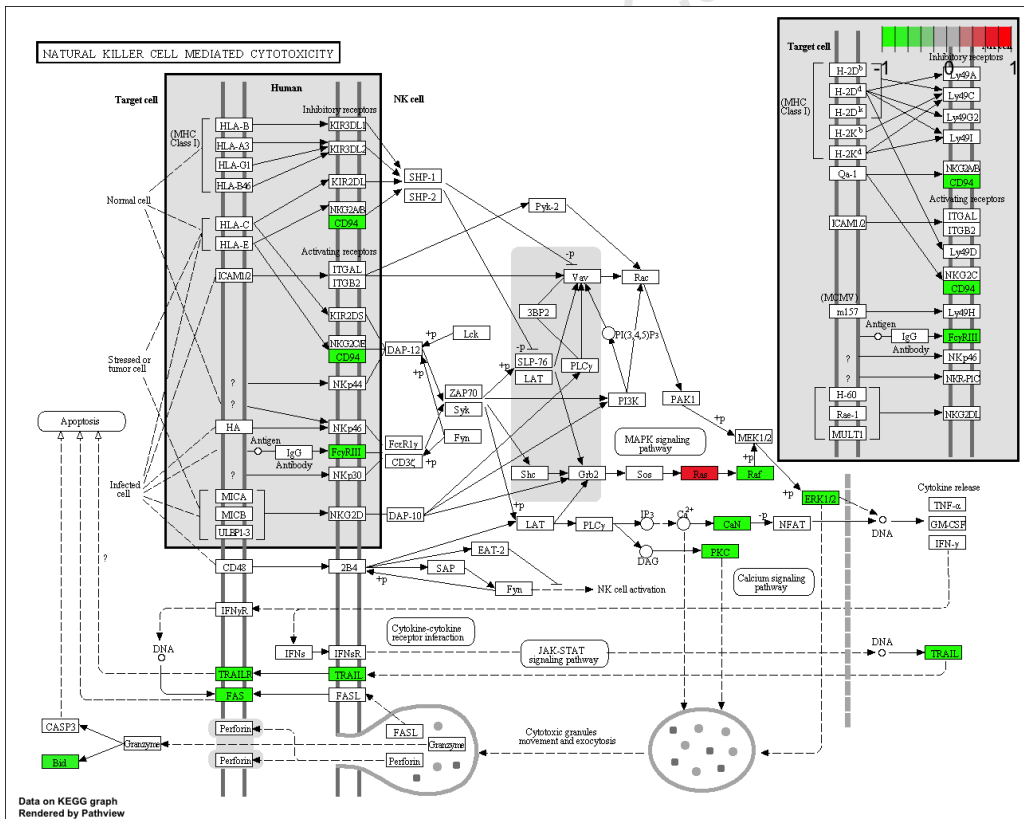 NATURAL KILLER CELL MEDIATED CYTOTOXICITY
Target cell
Human
NK cell
Inhibitory receptors
(MHC
Class I)
HLA-B
HLA-A3
HLA-G1
HLA-B46
HLA-C
HLA-E
ICAM1/2
KIR3DL1
KIR3DL2
KIR2DL
NKG2A/B
CD94
Activating receptors
ITGAL
ITGB2
KIR2DS
NKG2C/E
CD94
NKp44
NKp46
FcγRIII
NKp30
NKG2D
Normal cell
Stressed or
tumor cell
Infected
cell
?
?
HA
Antigen
IgG
Antibody
?
MICA
MICB
ULBP1-3
CD48
2B4
SHP-1
SHP-2
Pyk-2
-p
Vav
Rac
3BP2
PI(3,4,5)P3
-p
SLP-76
LAT
PLCγ
+p
Lck
DAP-12
+p
+p
ZAP70
Syk
Fyn
FcεR1γ
CD3ζ
+p
DAP-10
PI3K
PAK1
+p
MAPK signaling
pathway
MEK1/2
+p
Shc
Grb2
Sos
Ras
Raf
+p
ERK1/2
+p
LAT
PLCγ
IP3
Ca2+
CaN
-p
NFAT
DNA
DAG
PKC
Cytokine release
TNF-α
GM-CSF
IFN-γ
EAT-2
SAP
Fyn
+p
NK cell activation
Calcium signaling
pathway
Apoptosis
?
IFNγR
DNA
IFNs
IFNsR
Cytokine-cytokine
receptor interaction
JAK-STAT
signaling pathway
DNA
TRAIL
TRAILR
TRAIL
FAS
FASL
CASP3
Bid
Granzyme
Perforin
Perforin
FASL
Granzyme
Perforin
Cytotoxic granules
movement and exocytosis
Target cell
-1
0
1
Inhibitory receptors
(MHC
Class I)
H-2Db
H-2Dd
H-2Dk
H-2Kb
H-2Kd
Qa-1
ICAM1/2
Ly49A
Ly49C
Ly49G2
Ly49I
NKG2A/B
CD94
Activating receptors
ITGAL
ITGB2
Ly49D
NKG2C
CD94
(MCMV)
m157
Ly49H
Antigen
IgG
Antibody
FcγRIII
?
NKp46
?
NKR-P1C
H-60
Rae-1
MULT1
NKG2DL
Data on KEGG graph
Rendered by Pathview